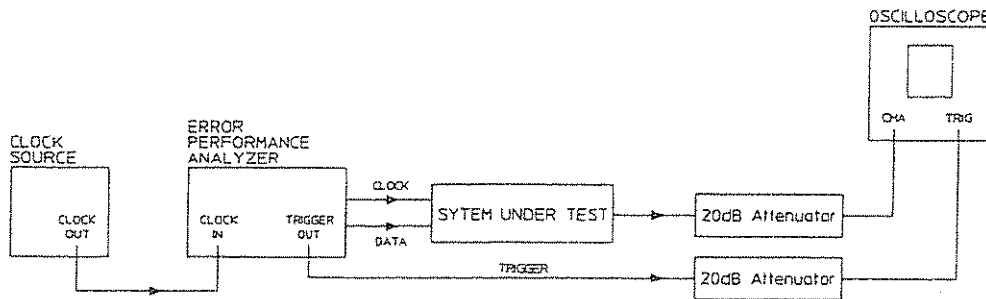 OSCILLOSCOPE
CHA
TRIG
CLOCK
SOURCE
CLOCK
OUT
ERROR
PERFORMANCE
ANALYZER
CLOCK
IN
TRIGGER
OUT
CLOCK
DATA
SYTEM UNDER TEST
20dB Attenuator
TRIGGER
20dB Attenuator